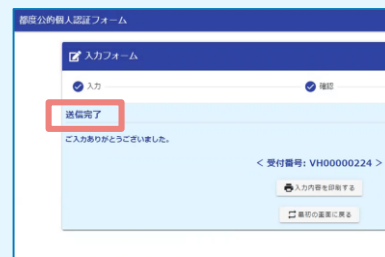 都度公的個人認証フォーム
入力フォーム
入力 確認
送信完了
ご入力ありがとうございました。
< 受付番号: VH00000224 >
入力内容を印刷する
最初の画面に戻る